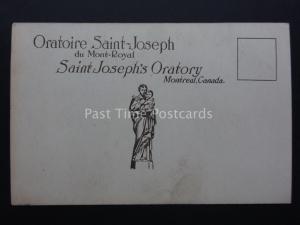 Oratoire Saint-Joseph
du Mont-Royal
Saint Joseph's Oratory
Montreal, Canada.
Past Time Postcards